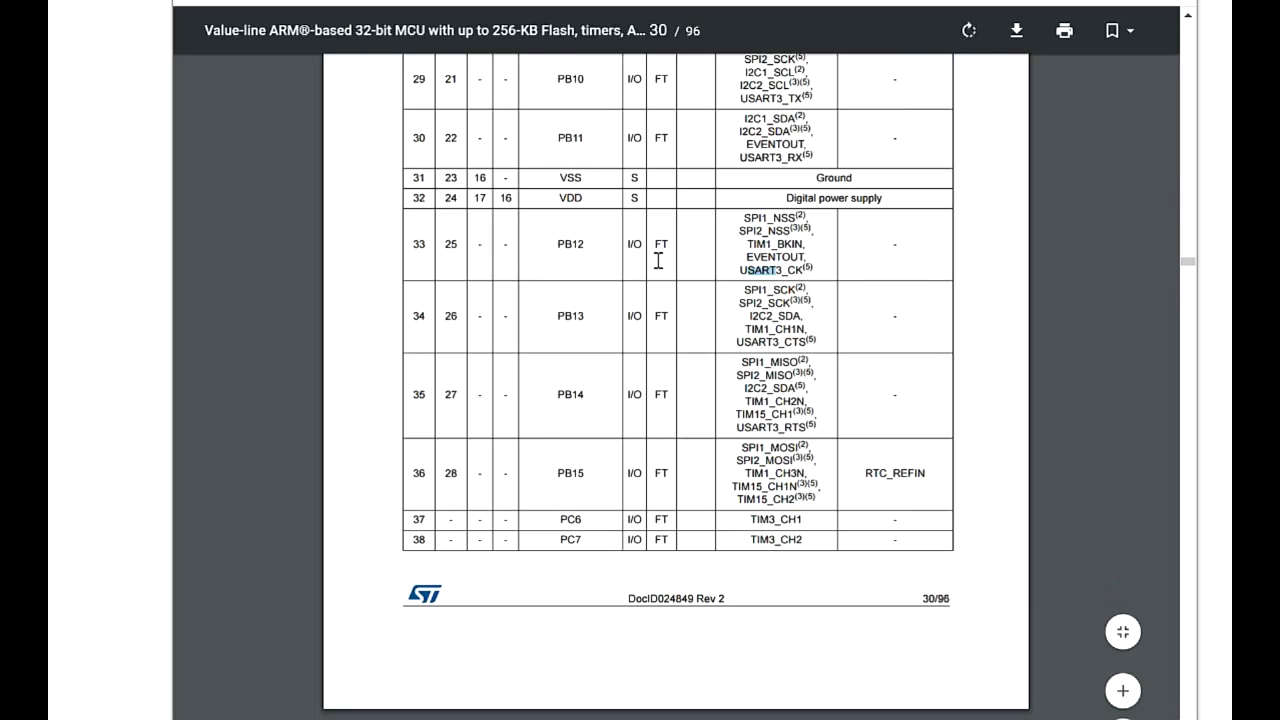 Value-line ARM®-based 32-bit MCU with up to 256-KB Flash, timers, A... 30 / 96
SPI2_SCK(5),
29 21 - - PB10 I/O FT I2C1_SCL(2), -
I2C2_SCL(3)(5),
USART3_TX(5)
I2C1_SDA(2),
30 22 - - PB11 I/O FT I2C2_SDA(3)(5), -
EVENTOUT,
USART3_RX(5)
31 23 16 - VSS S Ground
32 24 17 16 VDD S Digital power supply
SPI1_NSS(2),
SPI2_NSS(3)(5),
33 25 - - PB12 I/O FT TIM1_BKIN, -
EVENTOUT,
USART3_CK(5)
SPI1_SCK(2),
SPI2_SCK(3)(5),
34 26 - - PB13 I/O FT I2C2_SDA, -
TIM1_CH1N,
USART3_CTS(5)
SPI1_MISO(2),
SPI2_MISO(3)(5),
35 27 - - PB14 I/O FT I2C2_SDA(5), -
TIM1_CH2N,
TIM15_CH1(3)(5),
USART3_RTS(5)
SPI1_MOSI(2),
SPI2_MOSI(3)(5),
36 28 - - PB15 I/O FT TIM1_CH3N, RTC_REFIN
TIM15_CH1N(3)(5),
TIM15_CH2(3)(5)
37 - - - PC6 I/O FT TIM3_CH1 -
38 - - - PC7 I/O FT TIM3_CH2 -
ST DocID024849 Rev 2 30/96